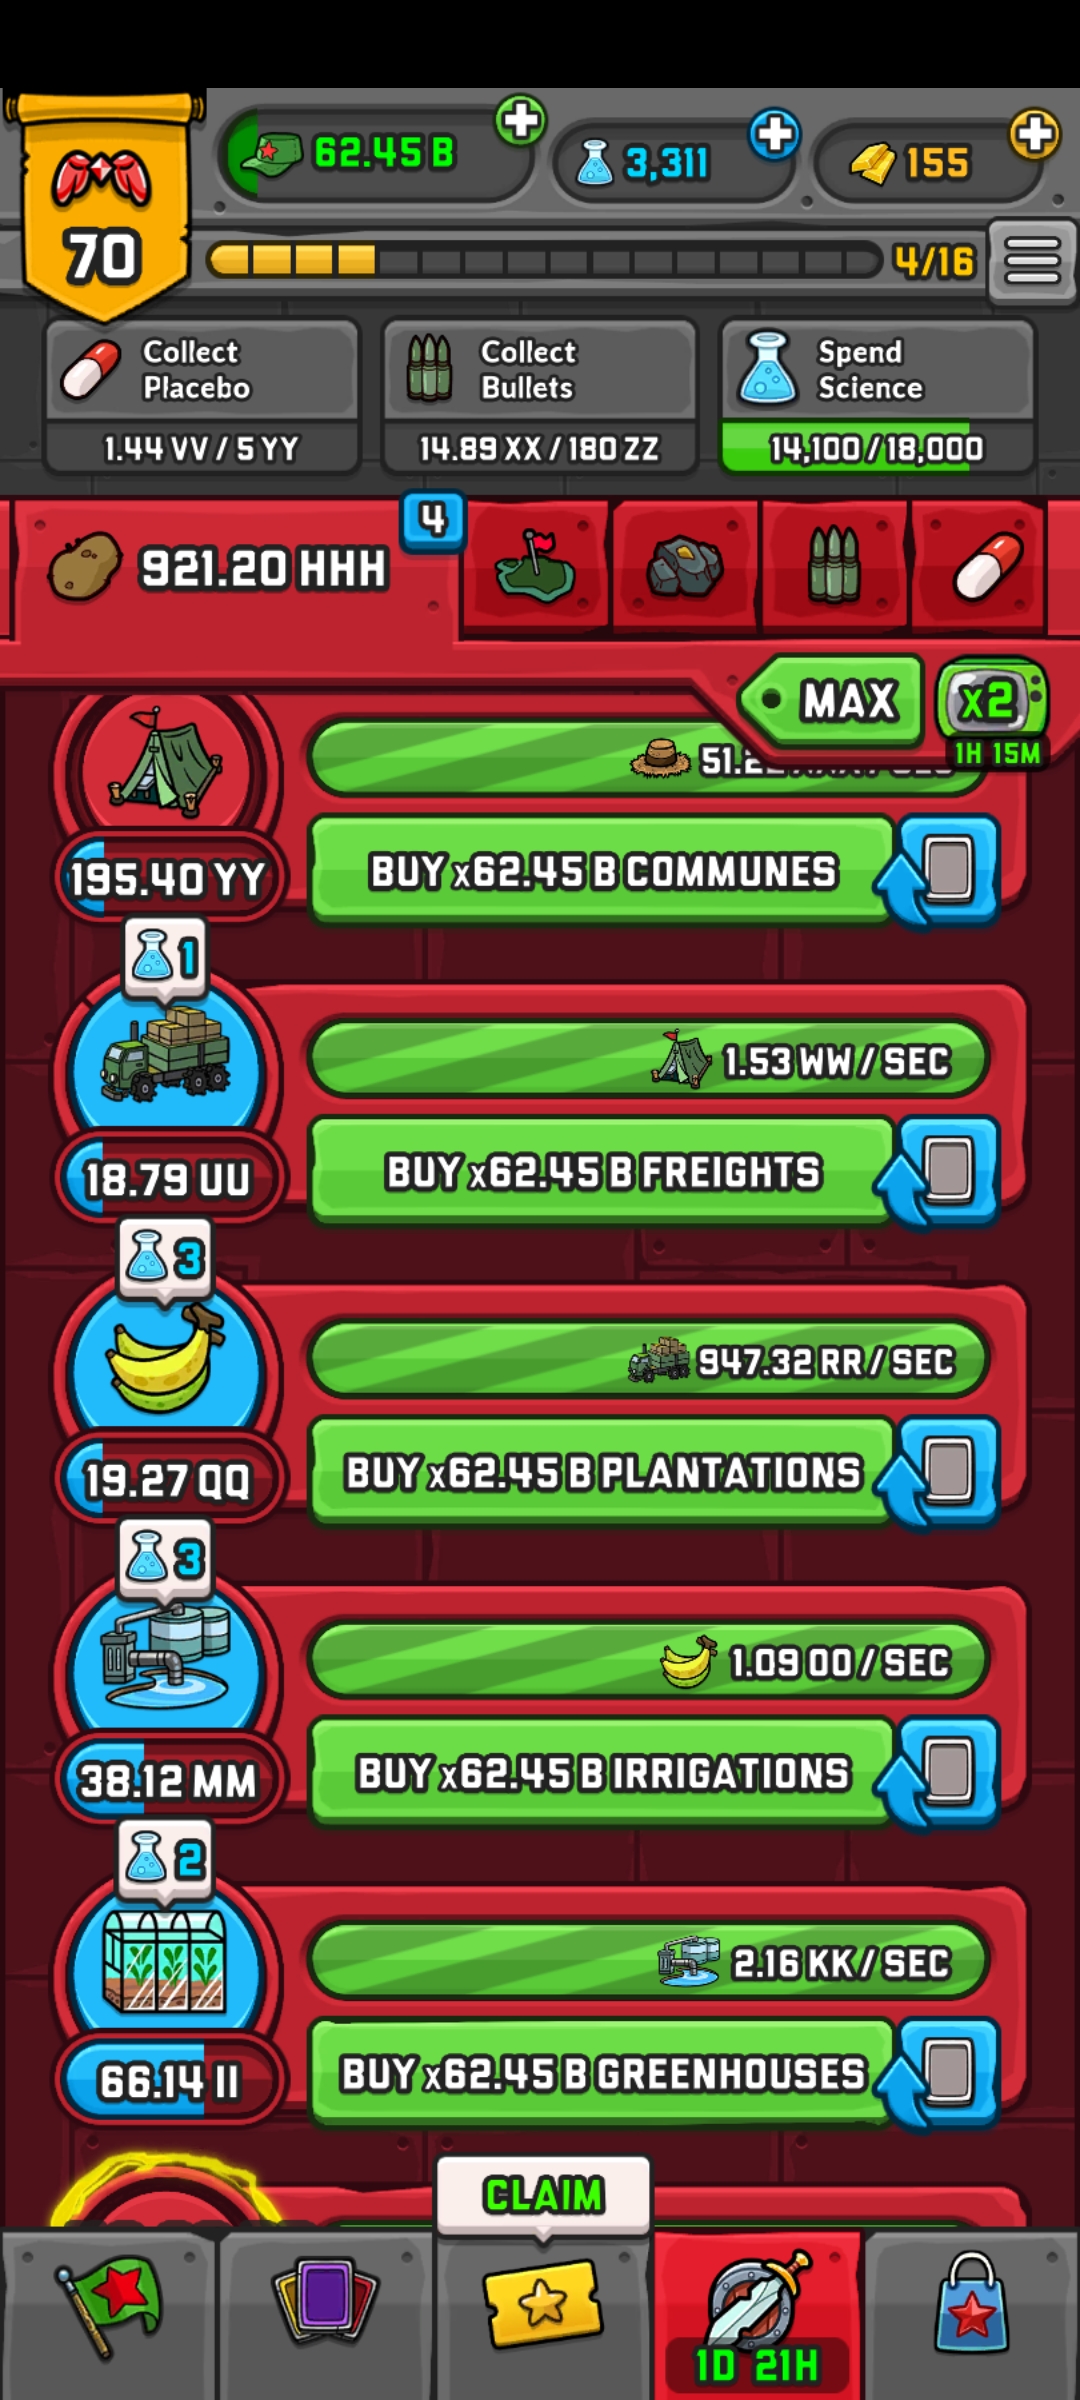 62.45 B
3,311
155
70
4/16
Collect
Placebo
1.44 VV / 5 YY
Collect
Bullets
14.89 XX / 180 ZZ
Spend
Science
14,100 / 18,000
4
921.20 HHH
MAX
x2
1H 15M
195.40 YY
BUY x62.45 B COMMUNES
1
1.53 WW / SEC
18.79 UU
BUY x62.45 B FREIGHTS
3
947.32 RR / SEC
19.27 QQ
BUY x62.45 B PLANTATIONS
3
1.09 OO / SEC
38.12 MM
BUY x62.45 B IRRIGATIONS
2
2.16 KK / SEC
66.14 II
BUY x62.45 B GREENHOUSES
CLAIM
1D 21H